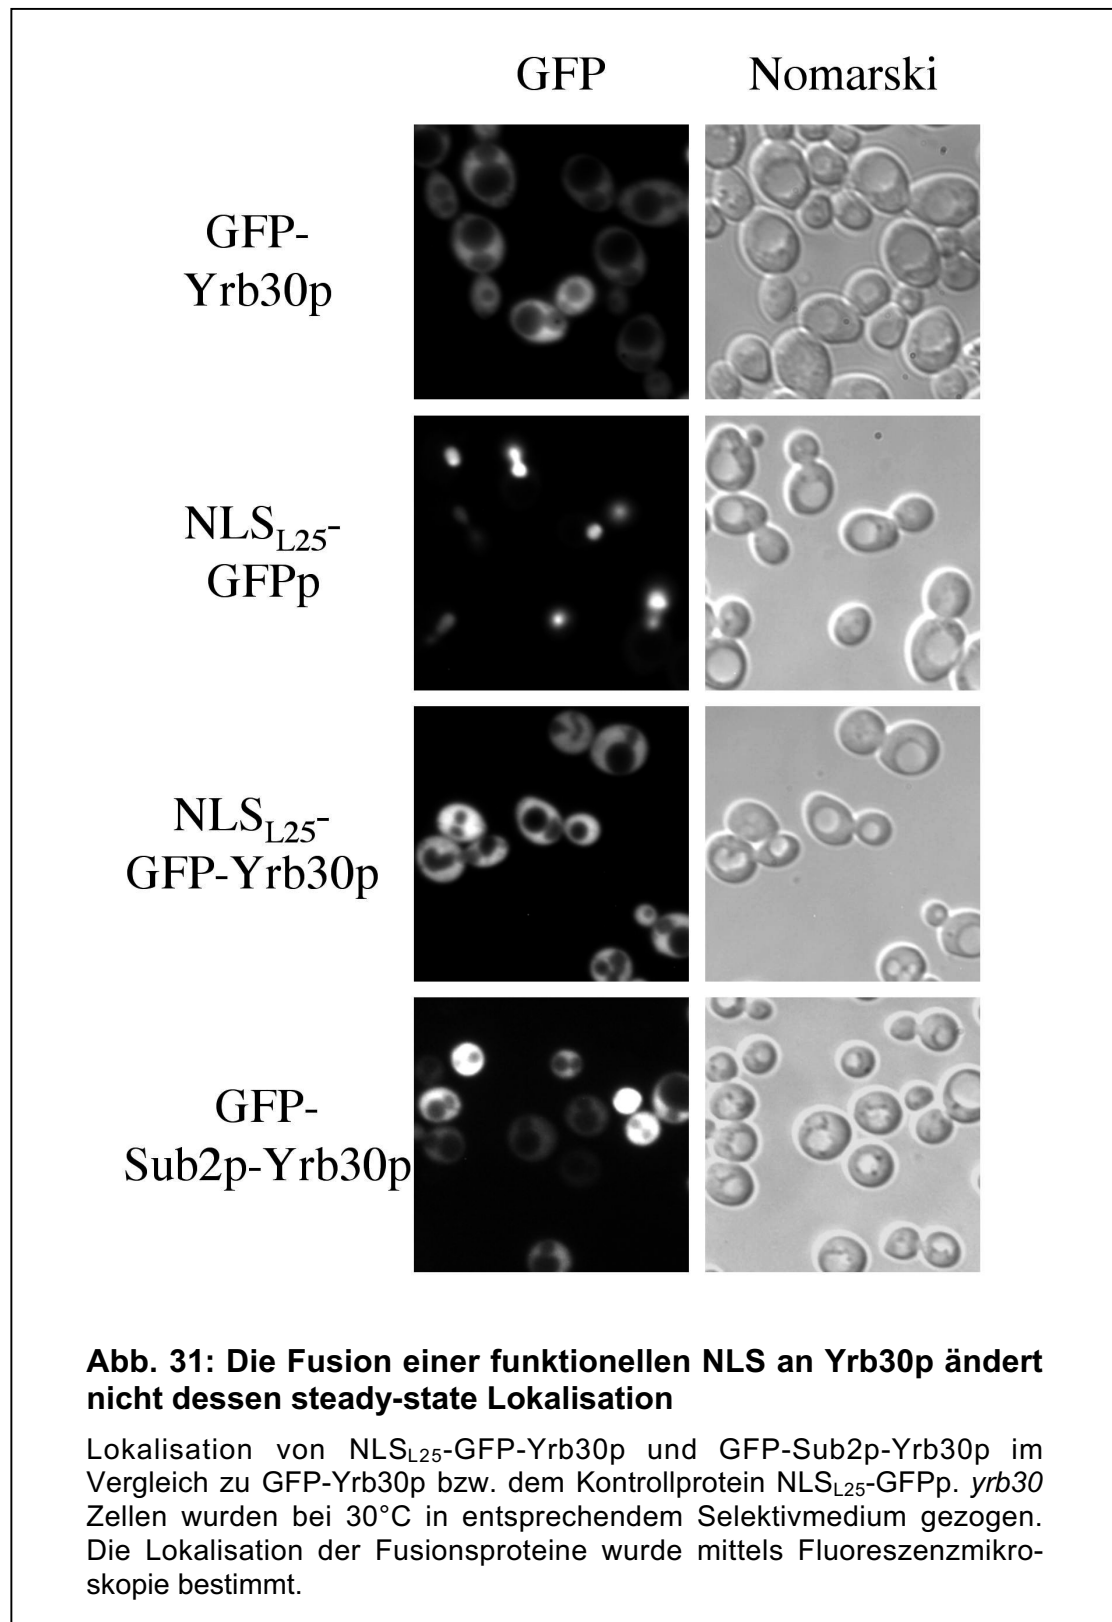 GFP
Nomarski
GFP-
Yrb30p
NLSL25-
GFPp
NLSL25-
GFP-Yrb30p
GFP-
Sub2p-Yrb30p
Abb. 31: Die Fusion einer funktionellen NLS an Yrb30p ändert
nicht dessen steady-state Lokalisation
Lokalisation von NLSL25-GFP-Yrb30p und GFP-Sub2p-Yrb30p im
Vergleich zu GFP-Yrb30p bzw. dem Kontrollprotein NLSL25-GFPp. yrb30
Zellen wurden bei 30°C in entsprechendem Selektivmedium gezogen.
Die Lokalisation der Fusionsproteine wurde mittels Fluoreszenzmikro-
skopie bestimmt.